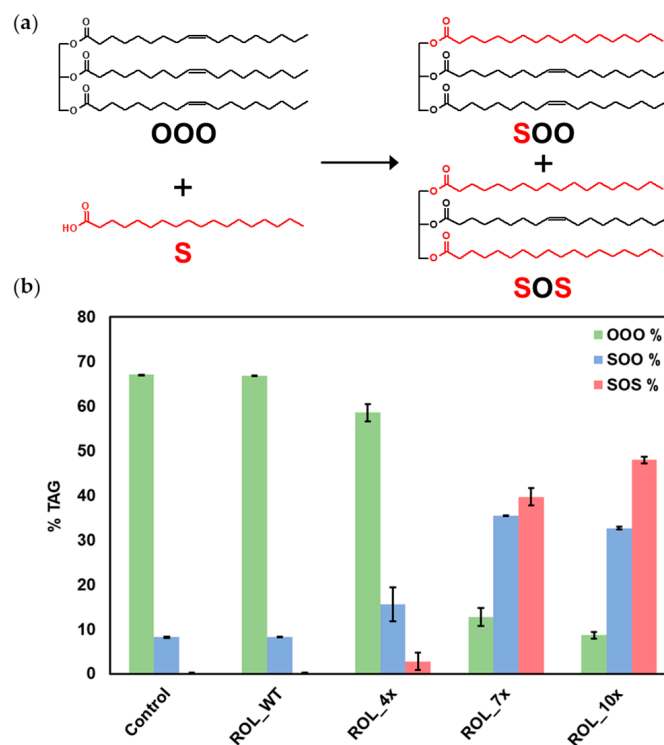 (a)
O
O
O
O
O
O
OOO
+
O
HO
S
O
O
O
O
O
O
SOO
+
O
O
O
O
O
O
SOS
(b)
80
70
60
50
40
30
20
10
0
% TAG
OOO %
SOO %
SOS %
Control
ROL_WT
ROL_4x
ROL_7x
ROL_10x